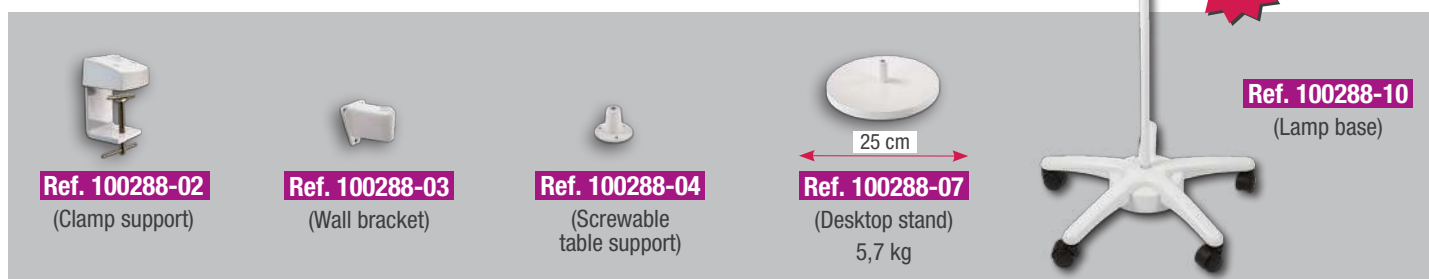 Ref. 100288-02
(Clamp support)
Ref. 100288-03
(Wall bracket)
Ref. 100288-04
(Screwable
table support)
25 cm
Ref. 100288-07
(Desktop stand)
5,7 kg
Ref. 100288-10
(Lamp base)